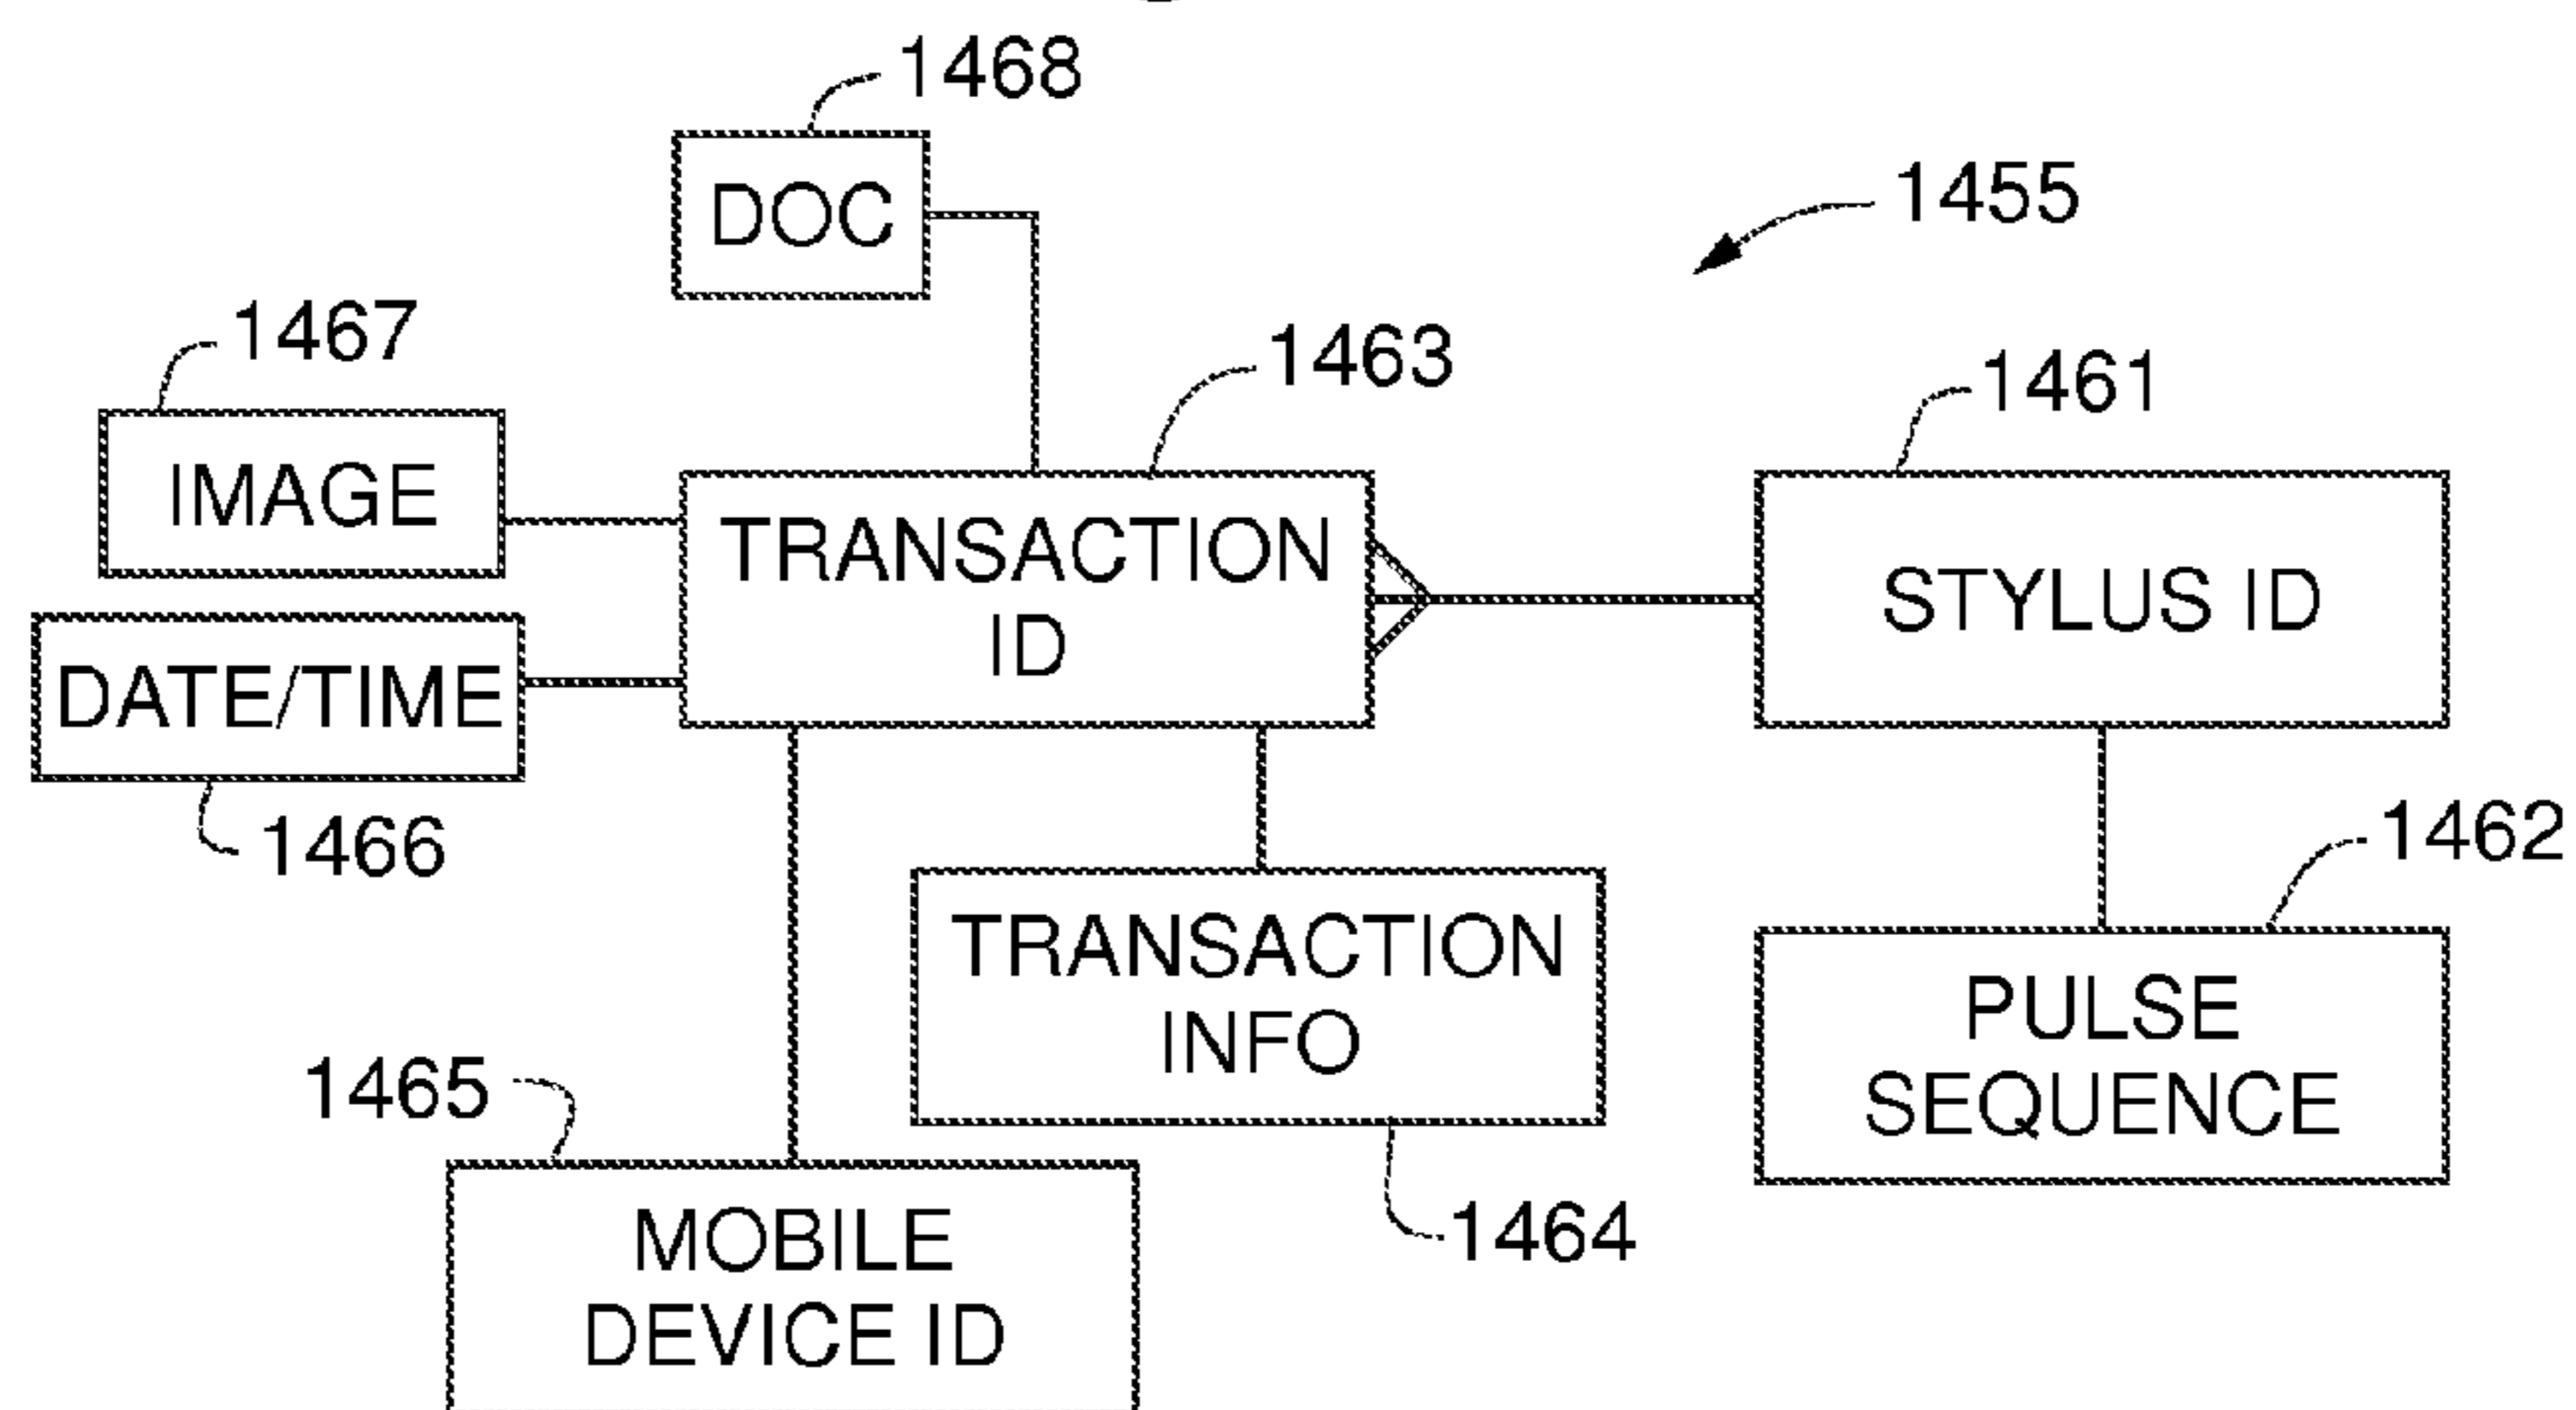 1468
DOC
1455
1467
1463
1461
IMAGE
TRANSACTION
ID
STYLUS ID
DATE/TIME
1466
1462
TRANSACTION
INFO
PULSE
SEQUENCE
1465
1464
MOBILE
DEVICE ID